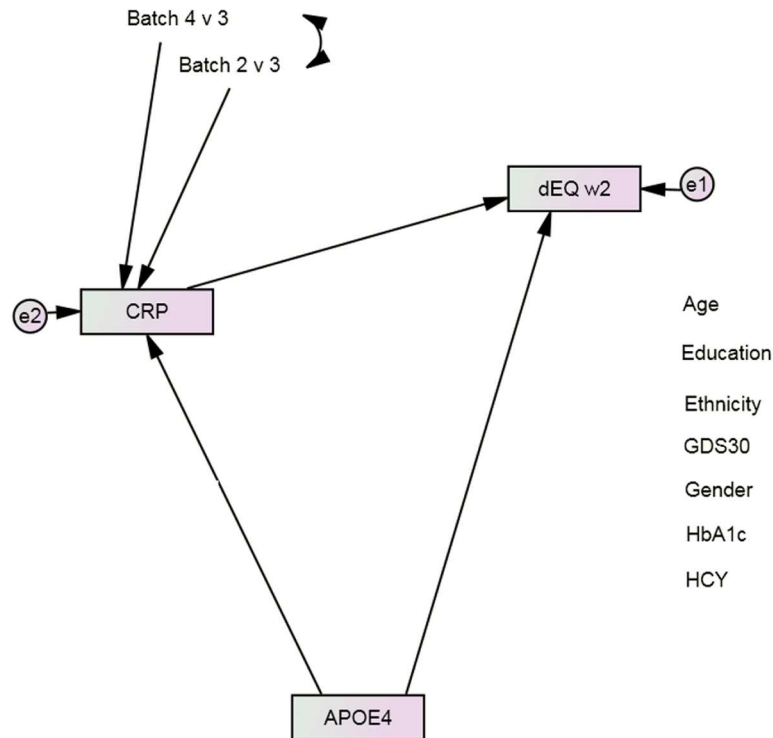 Batch 4 v 3
Batch 2 v 3
dEQ w2
e1
e2
CRP
Age
Education
Ethnicity
GDS30
Gender
HbA1c
HCY
APOE4